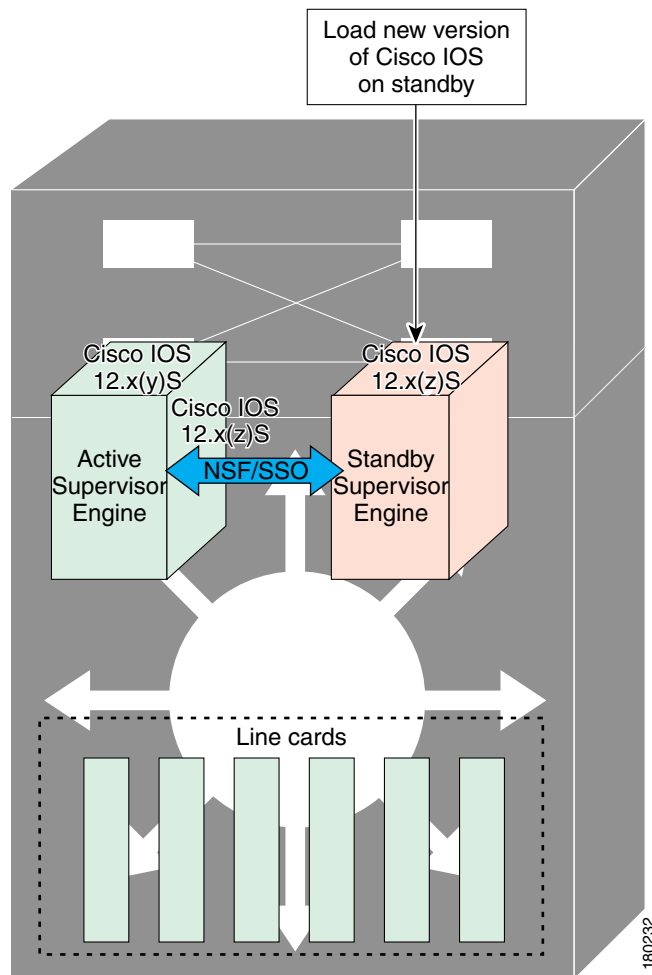 Load new version
of Cisco IOS
on standby
Cisco IOS
12.x(y)S
Cisco IOS
12.x(z)S
Cisco IOS
12.x(z)S
Active
Supervisor
Engine
NSF/SSO
Standby
Supervisor
Engine
Line cards
180232